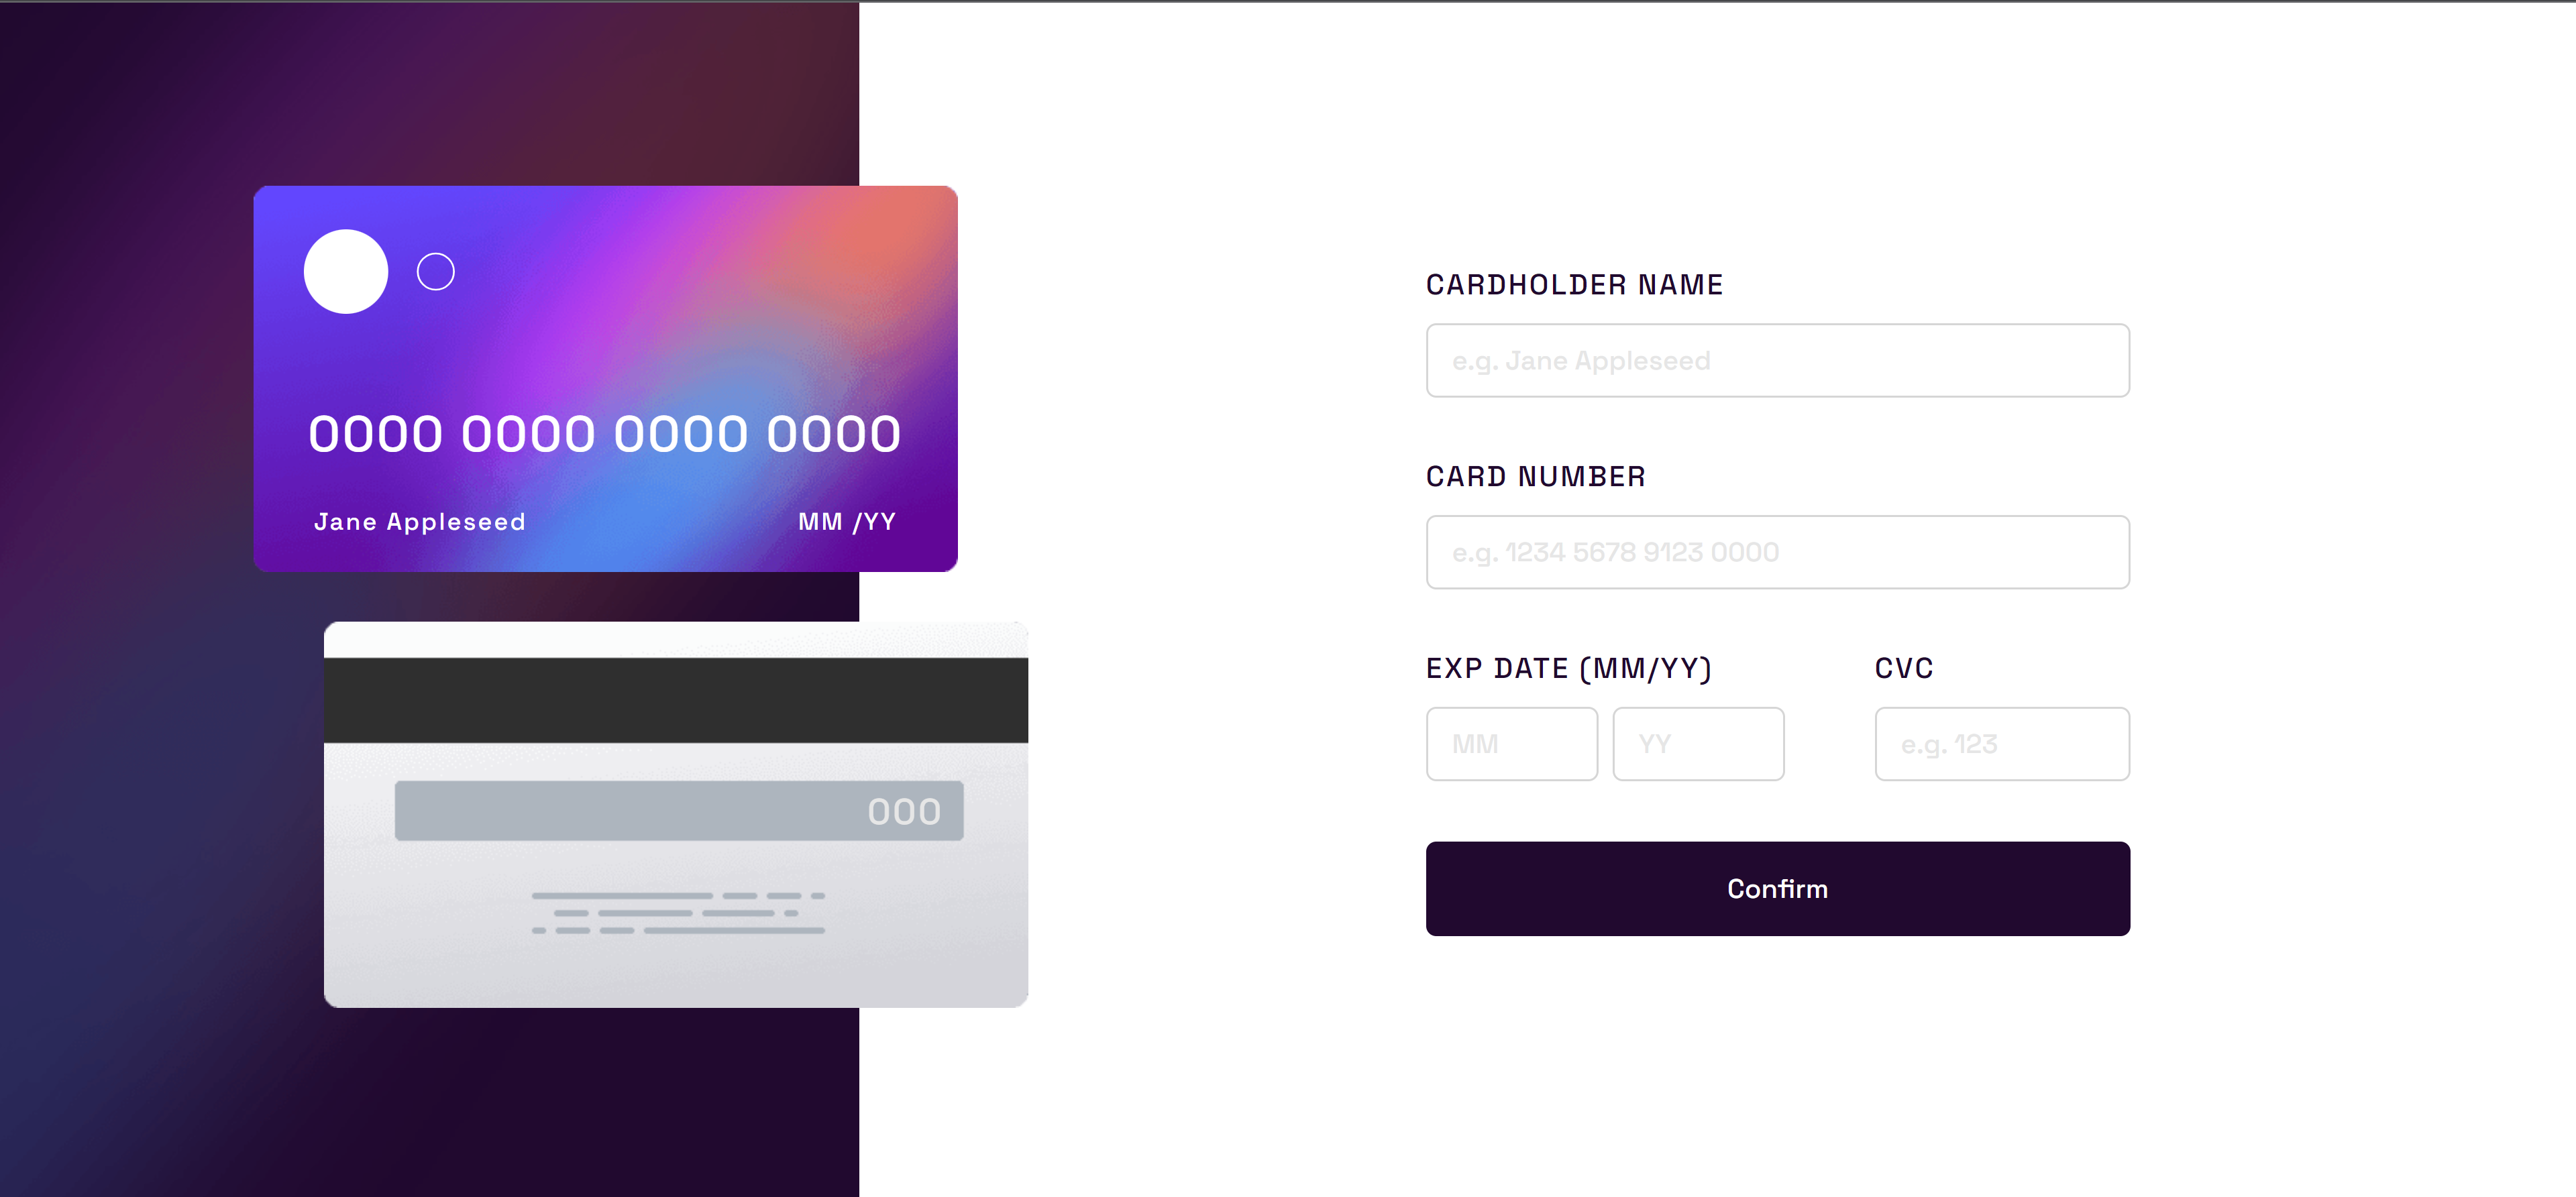 0000 0000 0000 0000
Jane Appleseed MM /YY
000
CARDHOLDER NAME
e.g. Jane Appleseed
CARD NUMBER
e.g. 1234 5678 9123 0000
EXP DATE (MM/YY) CVC
MM YY e.g. 123
Confirm